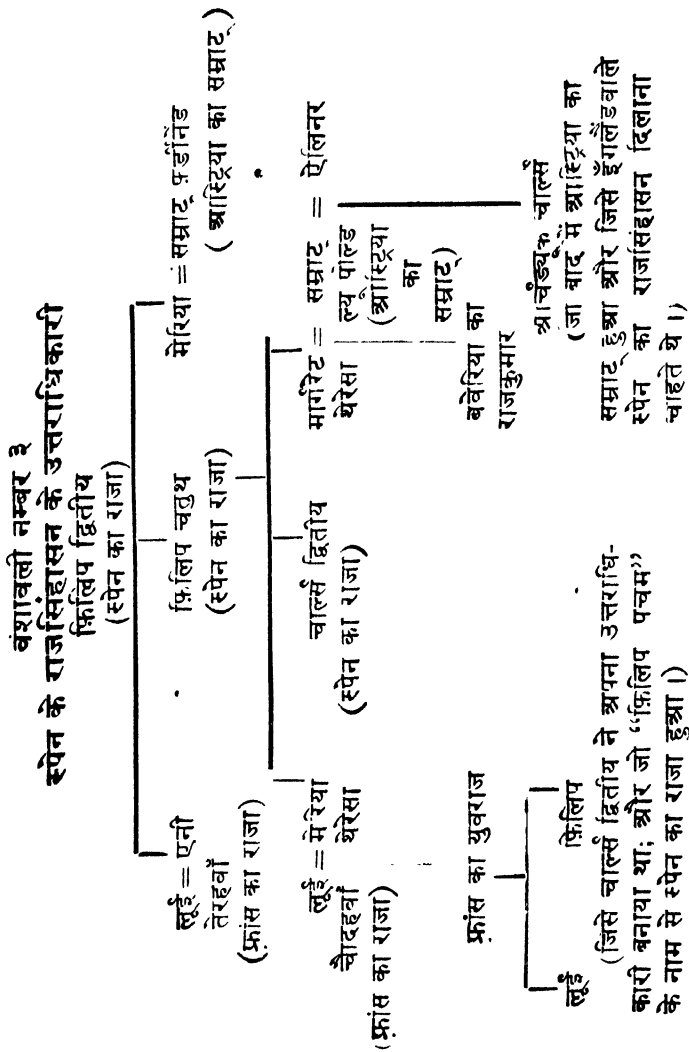 वंशावली नम्बर ३
स्पेन के राजसिंहासन के उत्तराधिकारी
फ़िलिप द्वितीय
(स्पेन का राजा)
लूई = एनी
तेरहवाँ
(फ़्रांस का राजा)
फ़िलिप चतुथ
(स्पेन का राजा)
मेरिया = सम्राट् फ़र्डीनेंड
(आस्ट्रिया का सम्राट्)
लूई = मेरिया
चौदहवाँ थेरेसा
(फ़्रांस का राजा)
चार्ल्स द्वितीय
(स्पेन का राजा)
मार्गरेट = सम्राट् = ऐलिनर
थेरेसा ल्य पोल्ड
(आस्ट्रिया
का
सम्राट्)
फ़्रांस का युवराज
बवेरिया का
राजकुमार
लूई फ़िलिप
(जिसे चार्ल्स द्वितीय ने अपना उत्तराधि-
कारी बनाया था; और जो “फ़िलिप पंचम”
के नाम से स्पेन का राजा हुआ।)
आर्चड्यूक चार्ल्स
(जो बाद में आस्ट्रिया का
सम्राट् हुआ और जिसे इँगलैंडवाले
स्पेन का राजसिंहासन दिलाना
चाहते थे।)